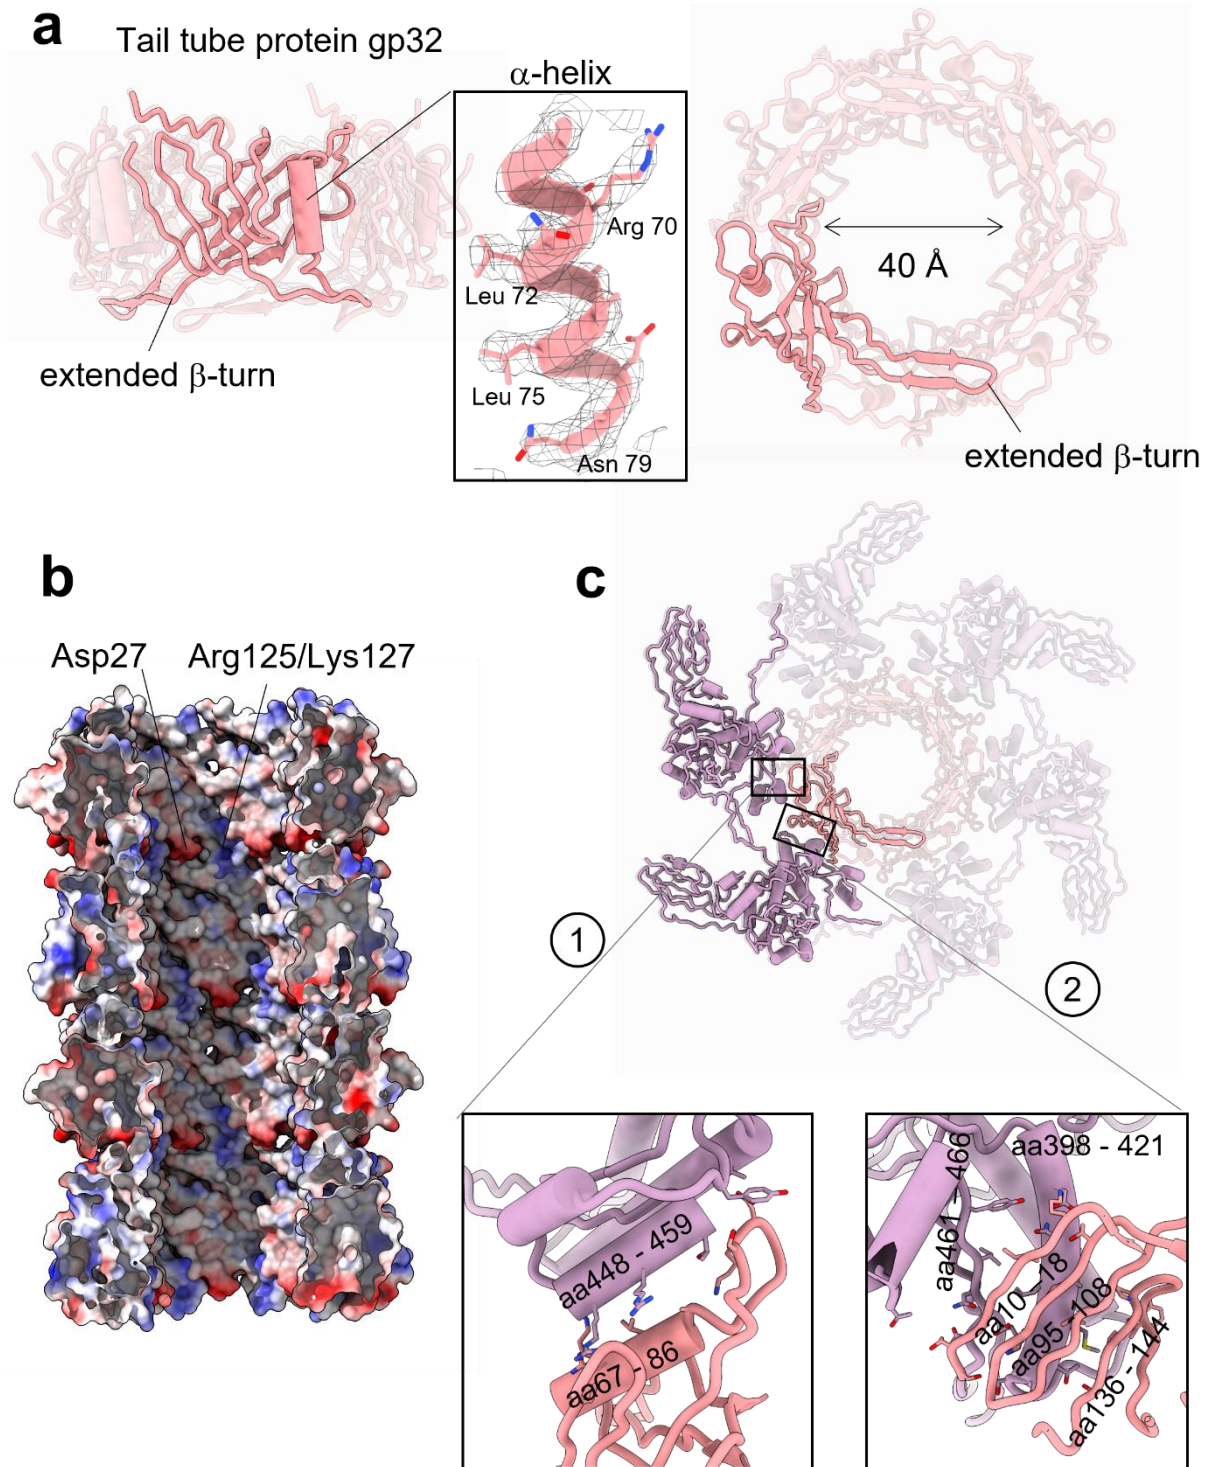 a
Tail tube protein gp32
α-helix
Arg 70
Leu 72
Leu 75
Asn 79
extended β-turn
40 Å
extended β-turn
b
Asp27
Arg125/Lys127
c
1
2
aa448 - 459
aa67 - 86
aa398 - 421
aa461 - 466
aa10 - 18
aa95 - 108
aa136 - 144